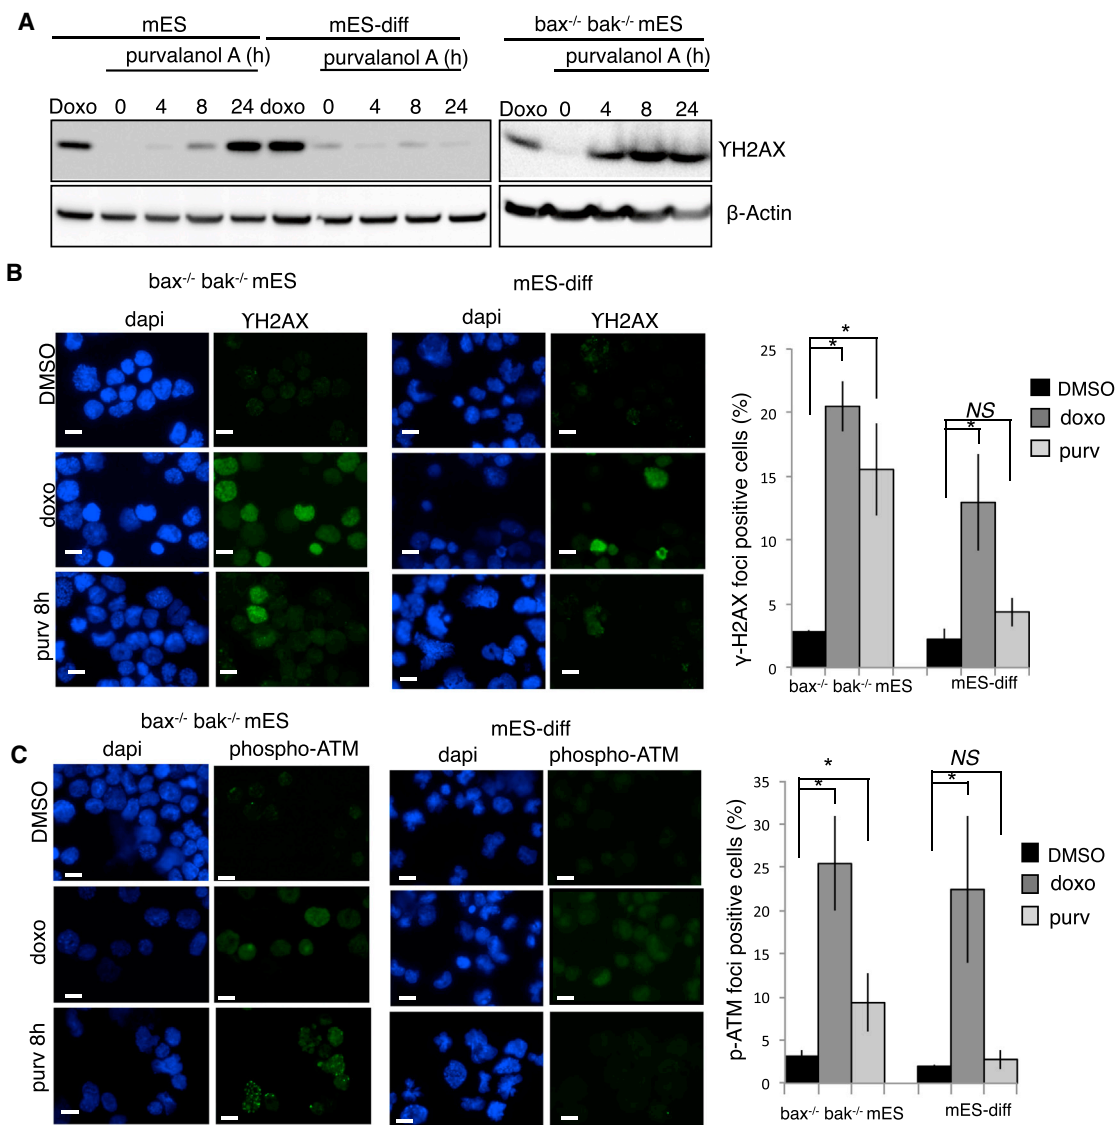 A
mES
mES-diff
bax-/- bak-/- mES
purvalanol A (h)
purvalanol A (h)
purvalanol A (h)
Doxo 0 4 8 24 doxo 0 4 8 24
Doxo 0 4 8 24
ϒH2AX
β-Actin
B
bax-/- bak-/- mES
mES-diff
dapi
ϒH2AX
dapi
ϒH2AX
DMSO
doxo
purv 8h
γ-H2AX foci positive cells (%)
25
20
15
10
5
0
*
*
NS
*
DMSO
doxo
purv
bax-/- bak-/- mES
mES-diff
C
bax-/- bak-/- mES
mES-diff
dapi
phospho-ATM
dapi
phospho-ATM
DMSO
doxo
purv 8h
p-ATM foci positive cells (%)
35
30
25
20
15
10
5
0
*
*
NS
*
DMSO
doxo
purv
bax-/- bak-/- mES
mES-diff